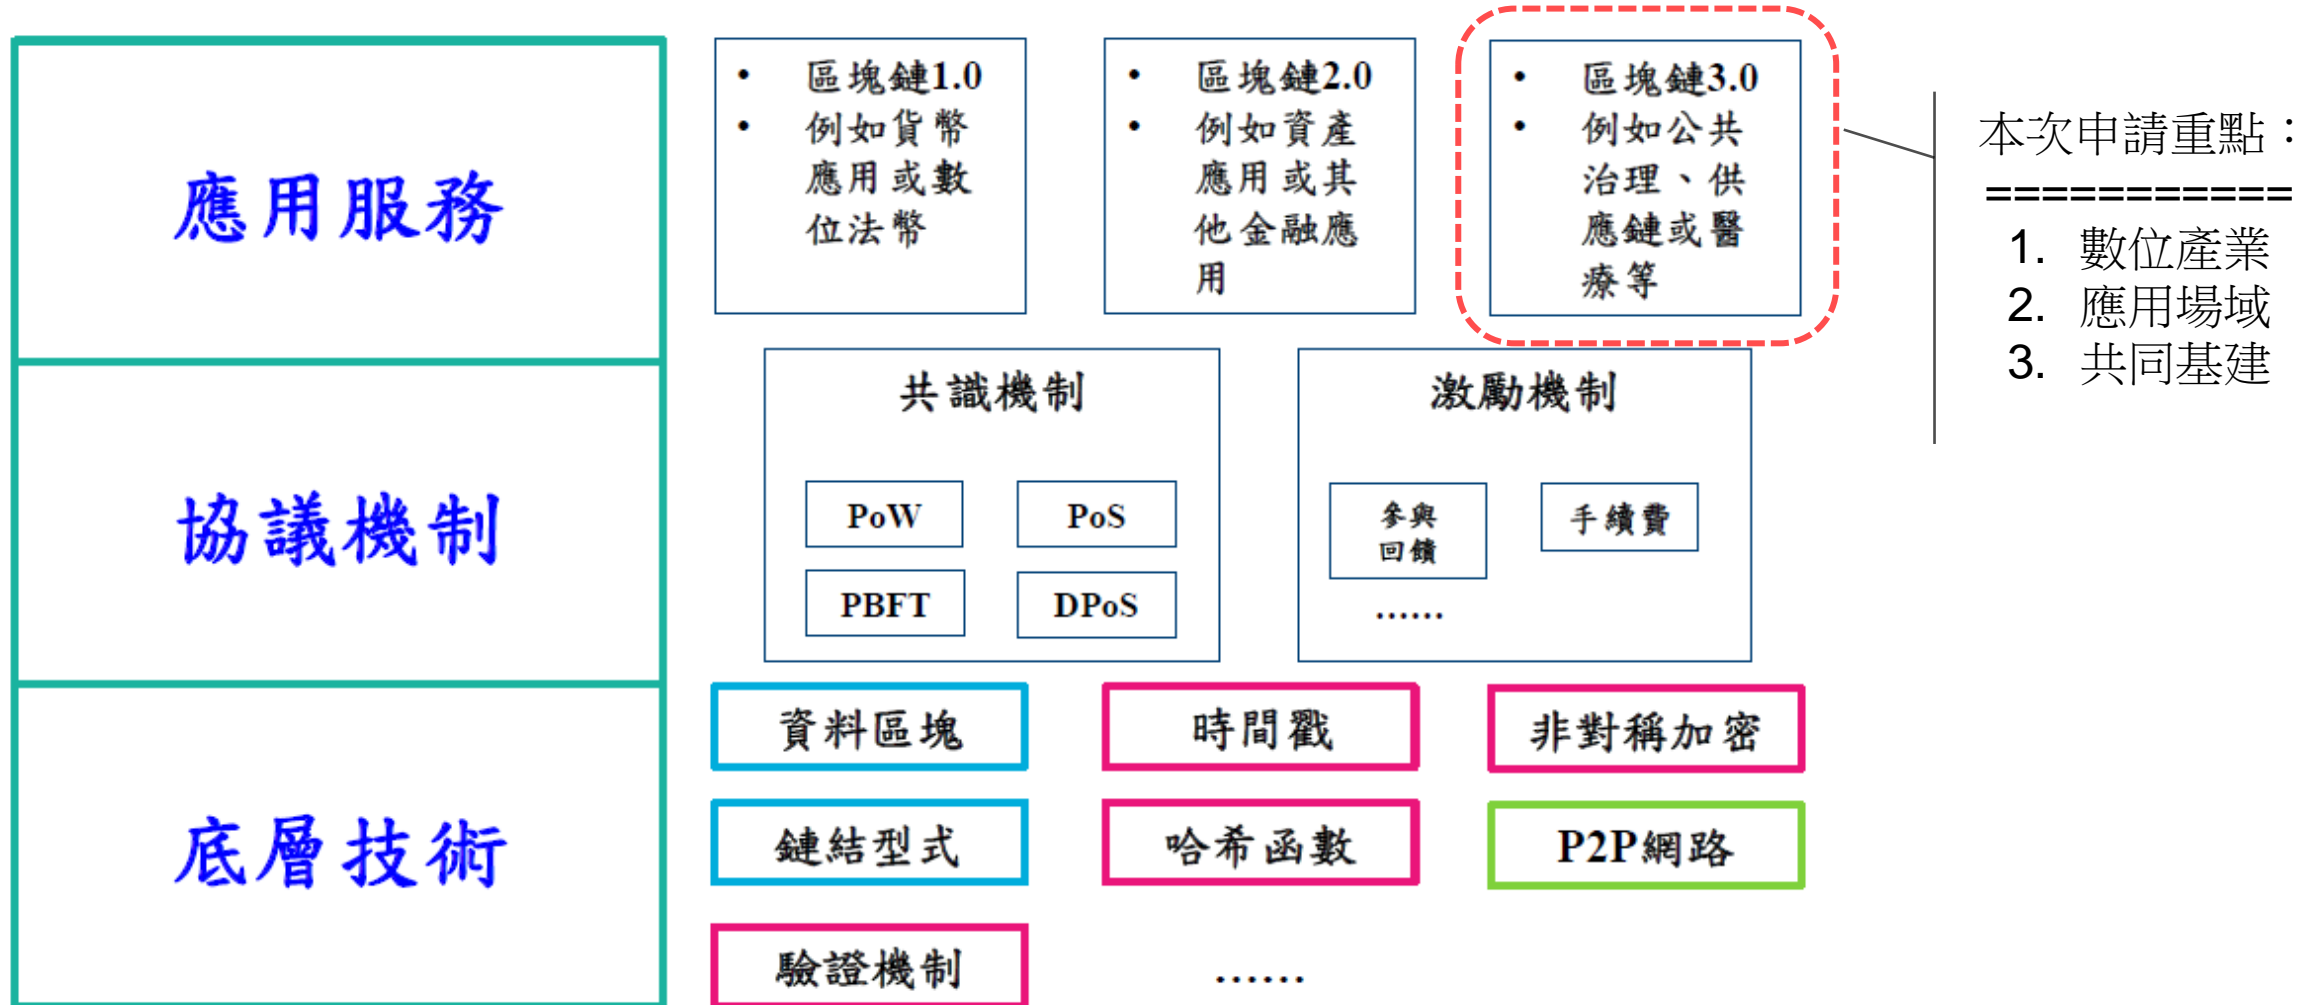 應用服務
• 區塊鏈1.0
• 例如貨幣
應用或數
位法幣
• 區塊鏈2.0
• 例如資產
應用或其
他金融應
用
• 區塊鏈3.0
• 例如公共
治理、供
應鏈或醫
療等
本次申請重點：
===========
1. 數位產業
2. 應用場域
3. 共同基建
協議機制
共識機制
PoW
PoS
PBFT
DPoS
激勵機制
參與
回饋
手續費
......
底層技術
資料區塊
時間戳
非對稱加密
鏈結型式
哈希函數
P2P網路
驗證機制
......